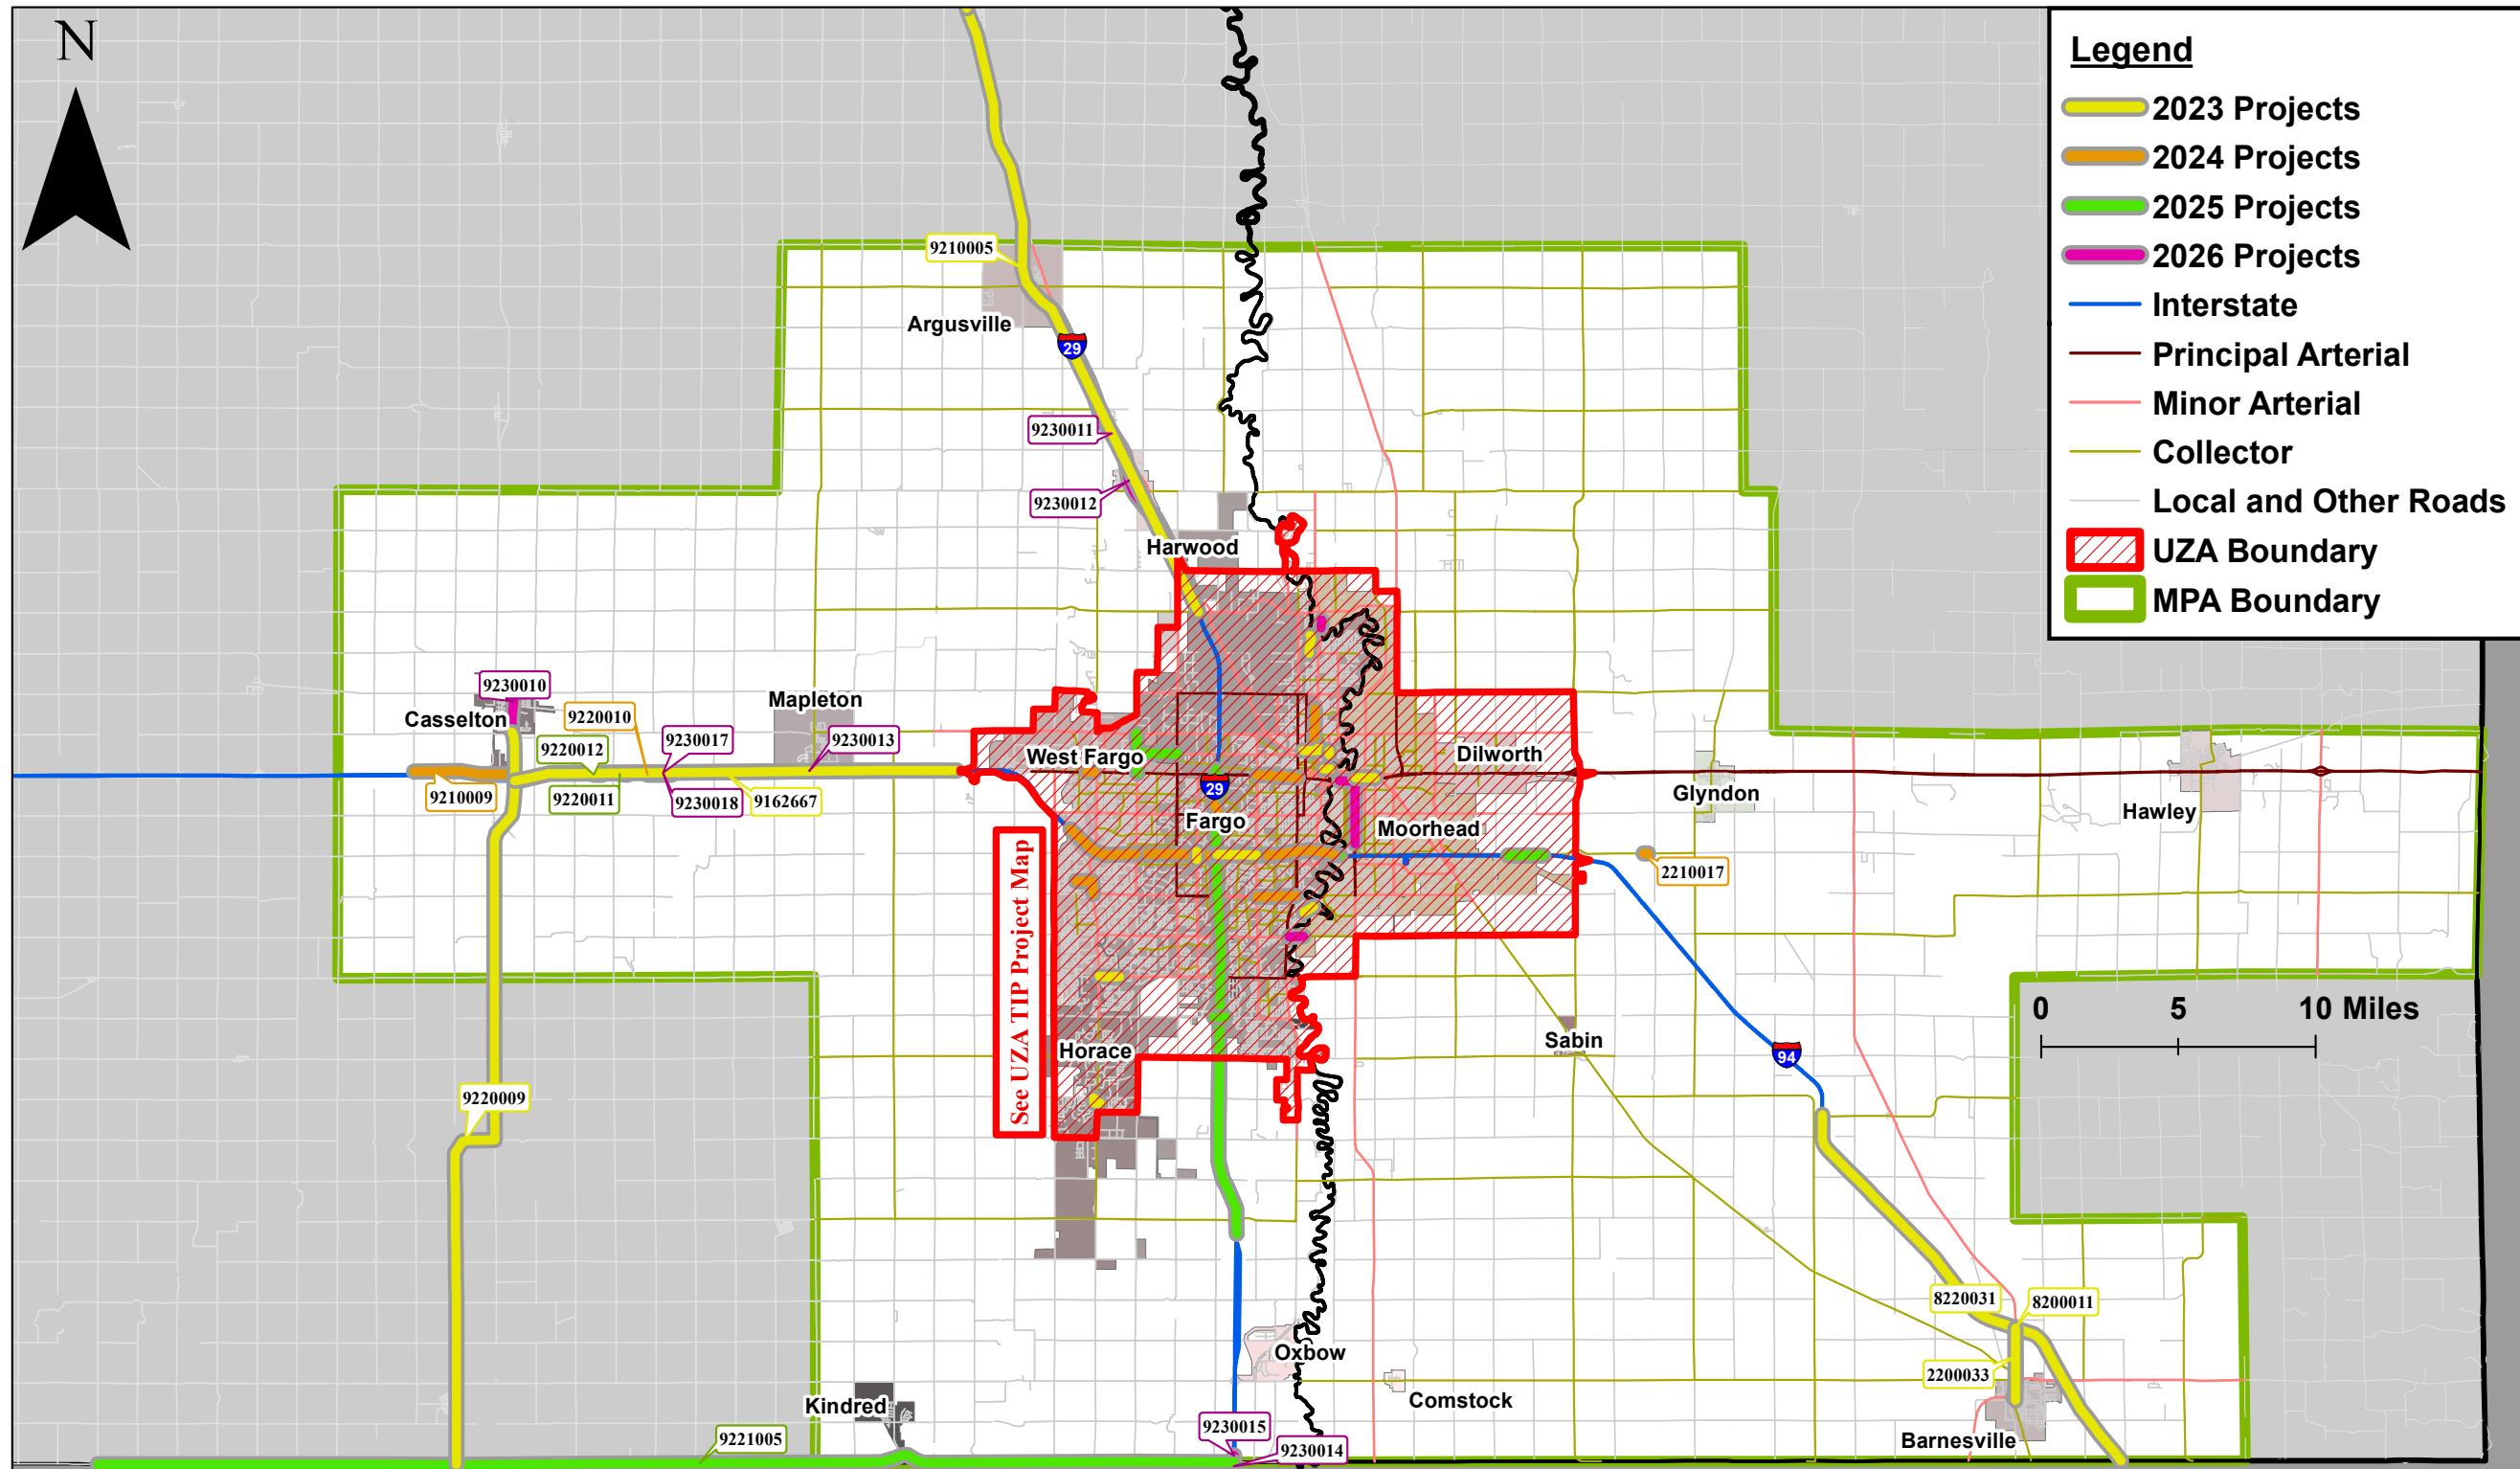 N
Legend
2023 Projects
2024 Projects
2025 Projects
2026 Projects
Interstate
Principal Arterial
Minor Arterial
Collector
Local and Other Roads
UZA Boundary
MPA Boundary
9210005
Argusville
29
9230011
9230012
Harwood
9230010
Casselton
9220010
Mapleton
9220012
9230017
9230013
West Fargo
Dilworth
9210009
9220011
9230018
9162667
29
Glyndon
Hawley
Fargo
Moorhead
2210017
See UZA TIP Project Map
0 5 10 Miles
Sabin
Horace
94
9220009
8220031
8200011
Oxbow
2200033
Comstock
Kindred
9230015
9221005
9230014
Barnesville